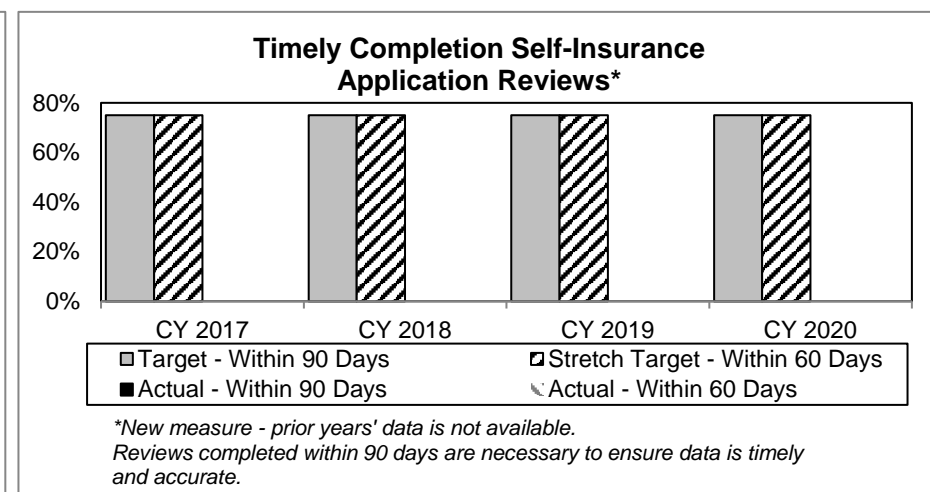 Timely Completion Self-Insurance
Application Reviews*
80%
60%
40%
20%
0%
CY 2017 CY 2018 CY 2019 CY 2020
Target - Within 90 Days Stretch Target - Within 60 Days
Actual - Within 90 Days Actual - Within 60 Days
*New measure - prior years' data is not available.
Reviews completed within 90 days are necessary to ensure data is timely
and accurate.